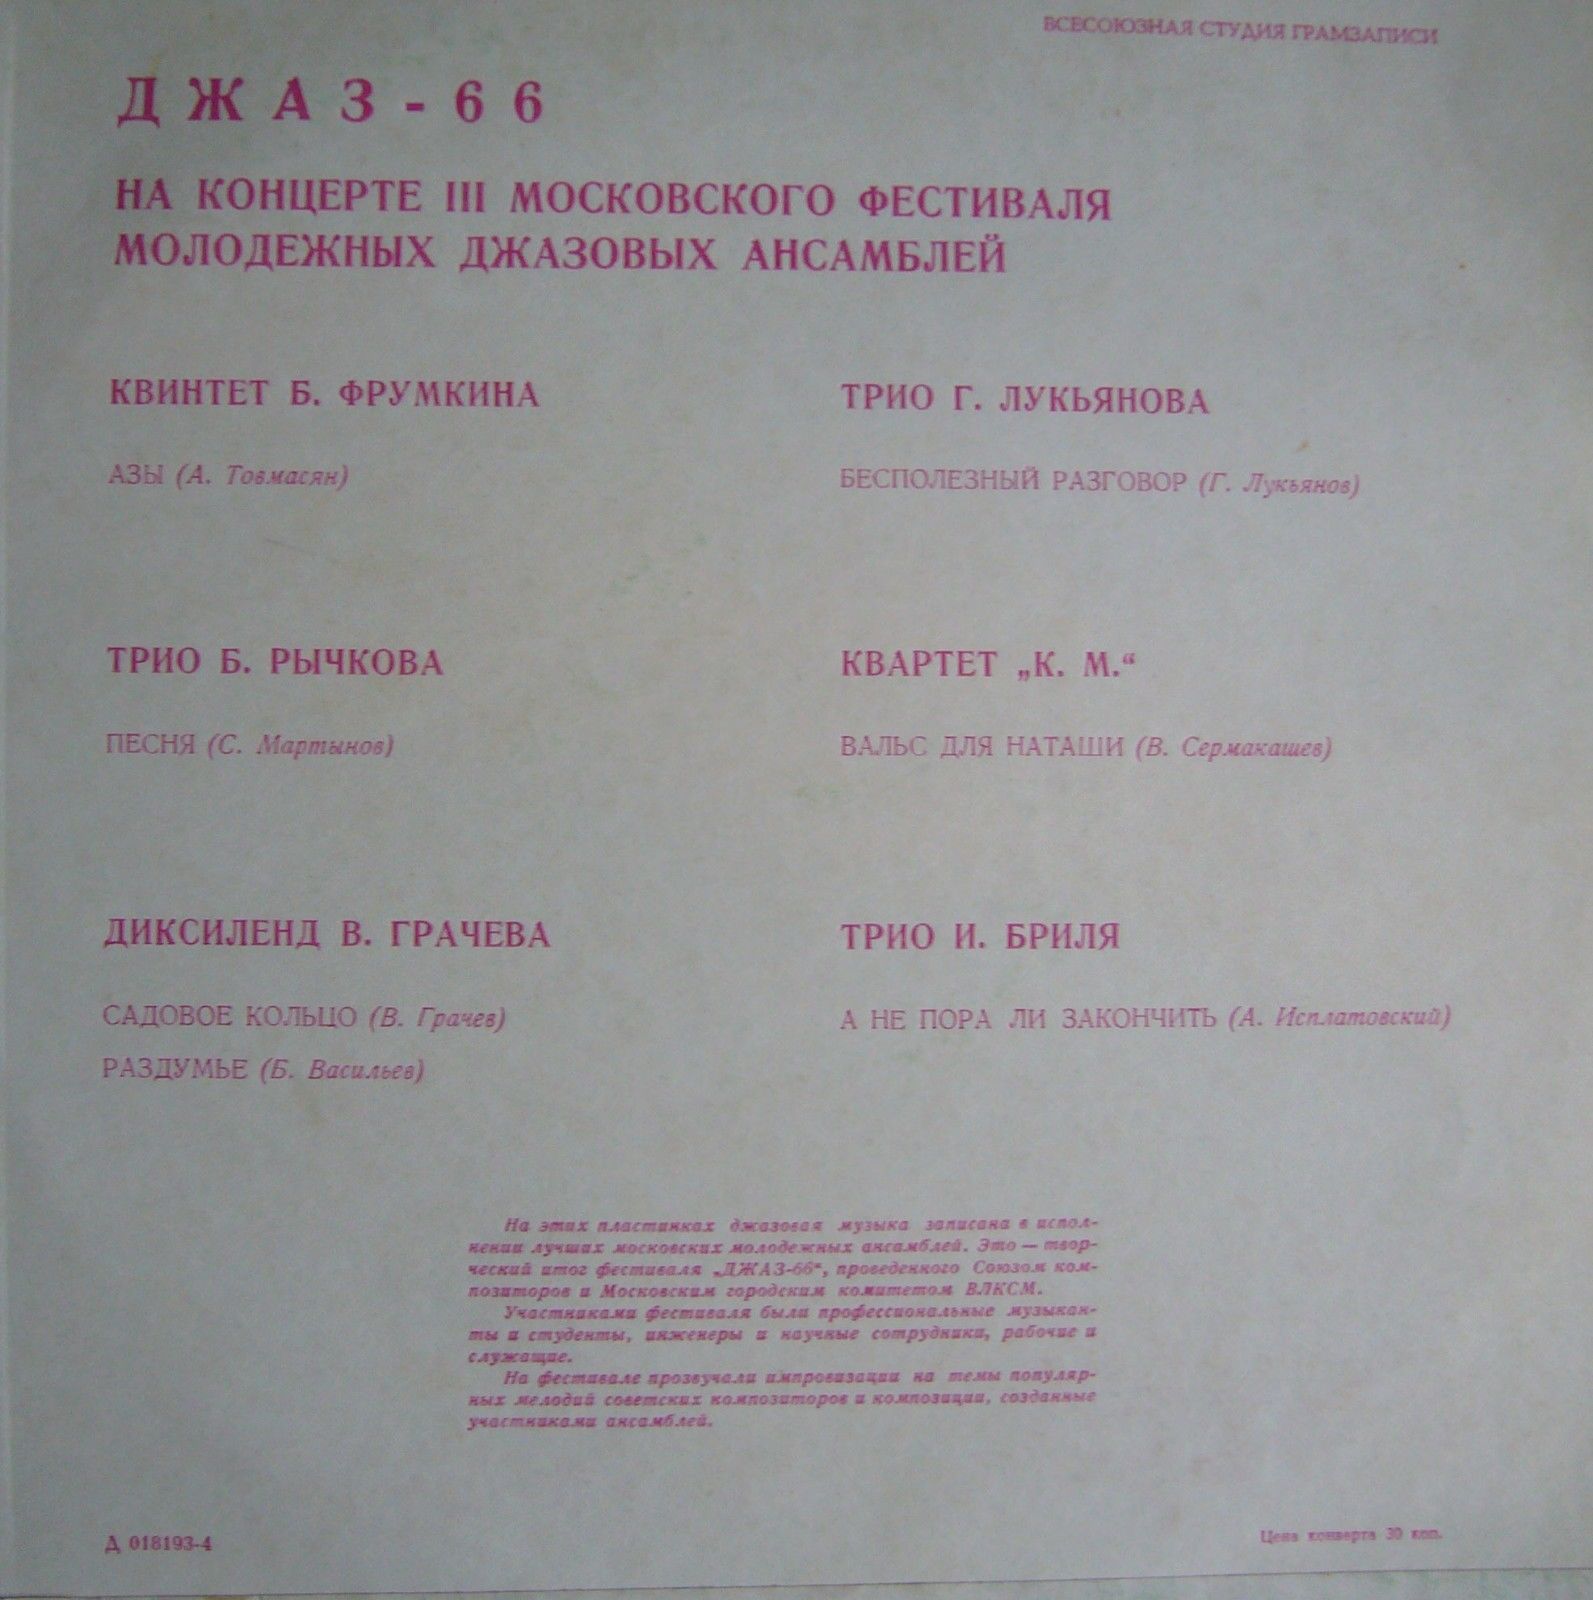 ВСЕСОЮЗНАЯ СТУДИЯ ГРАМЗАПИСИ
ДЖАЗ-66
НА КОНЦЕРТЕ III МОСКОВСКОГО ФЕСТИВАЛЯ
МОЛОДЕЖНЫХ ДЖАЗОВЫХ АНСАМБЛЕЙ
КВИНТЕТ Б. ФРУМКИНА
АЗЫ (А. Товмасян)
ТРИО Б. РЫЧКОВА
ПЕСНЯ (С. Мартынов)
ДИКСИЛЕНД В. ГРАЧЕВА
САДОВОЕ КОЛЬЦО (В. Грачев)
РАЗДУМЬЕ (Б. Васильев)
ТРИО Г. ЛУКЬЯНОВА
БЕСПОЛЕЗНЫЙ РАЗГОВОР (Г. Лукьянов)
КВАРТЕТ „К. М.“
ВАЛЬС ДЛЯ НАТАШИ (В. Сермакашев)
ТРИО И. БРИЛЯ
А НЕ ПОРА ЛИ ЗАКОНЧИТЬ (А. Исплатовский)
На этих пластинках джазовая музыка записана в испол-
нении лучших московских молодежных ансамблей. Это — твор-
ческий итог фестиваля „ДЖАЗ-66“, проведенного Союзом ком-
позиторов и Московским городским комитетом ВЛКСМ.
Участниками фестиваля были профессиональные музыкан-
ты и студенты, инженеры и научные сотрудники, рабочие и
служащие.
На фестивале прозвучали импровизации на темы популяр-
ных мелодий советских композиторов и композиции, созданные
участниками ансамблей.
Д 018193-4
Цена конверта 30 коп.